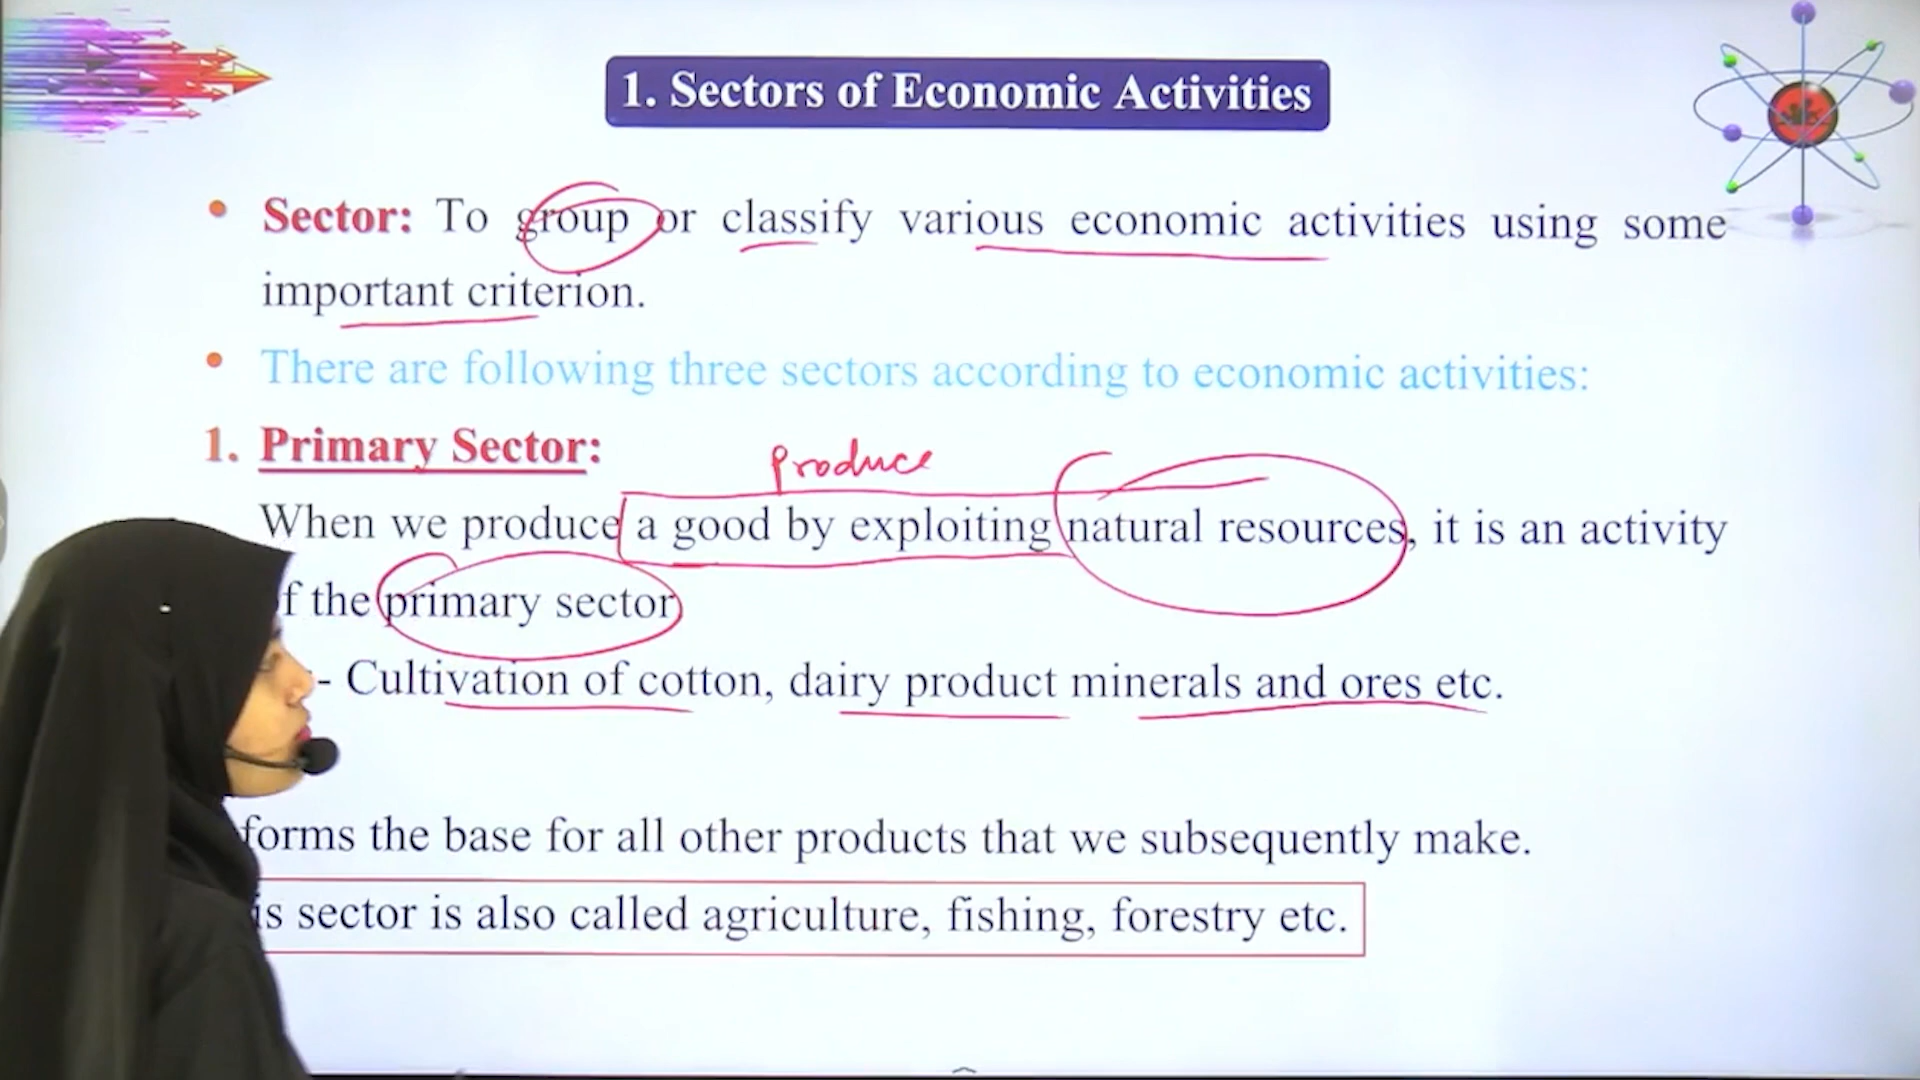 1. Sectors of Economic Activities
• Sector: To group or classify various economic activities using some
important criterion.
• There are following three sectors according to economic activities:
1. Primary Sector:
produce
When we produce a good by exploiting natural resources, it is an activity
f the primary sector
- Cultivation of cotton, dairy product minerals and ores etc.
forms the base for all other products that we subsequently make.
is sector is also called agriculture, fishing, forestry etc.